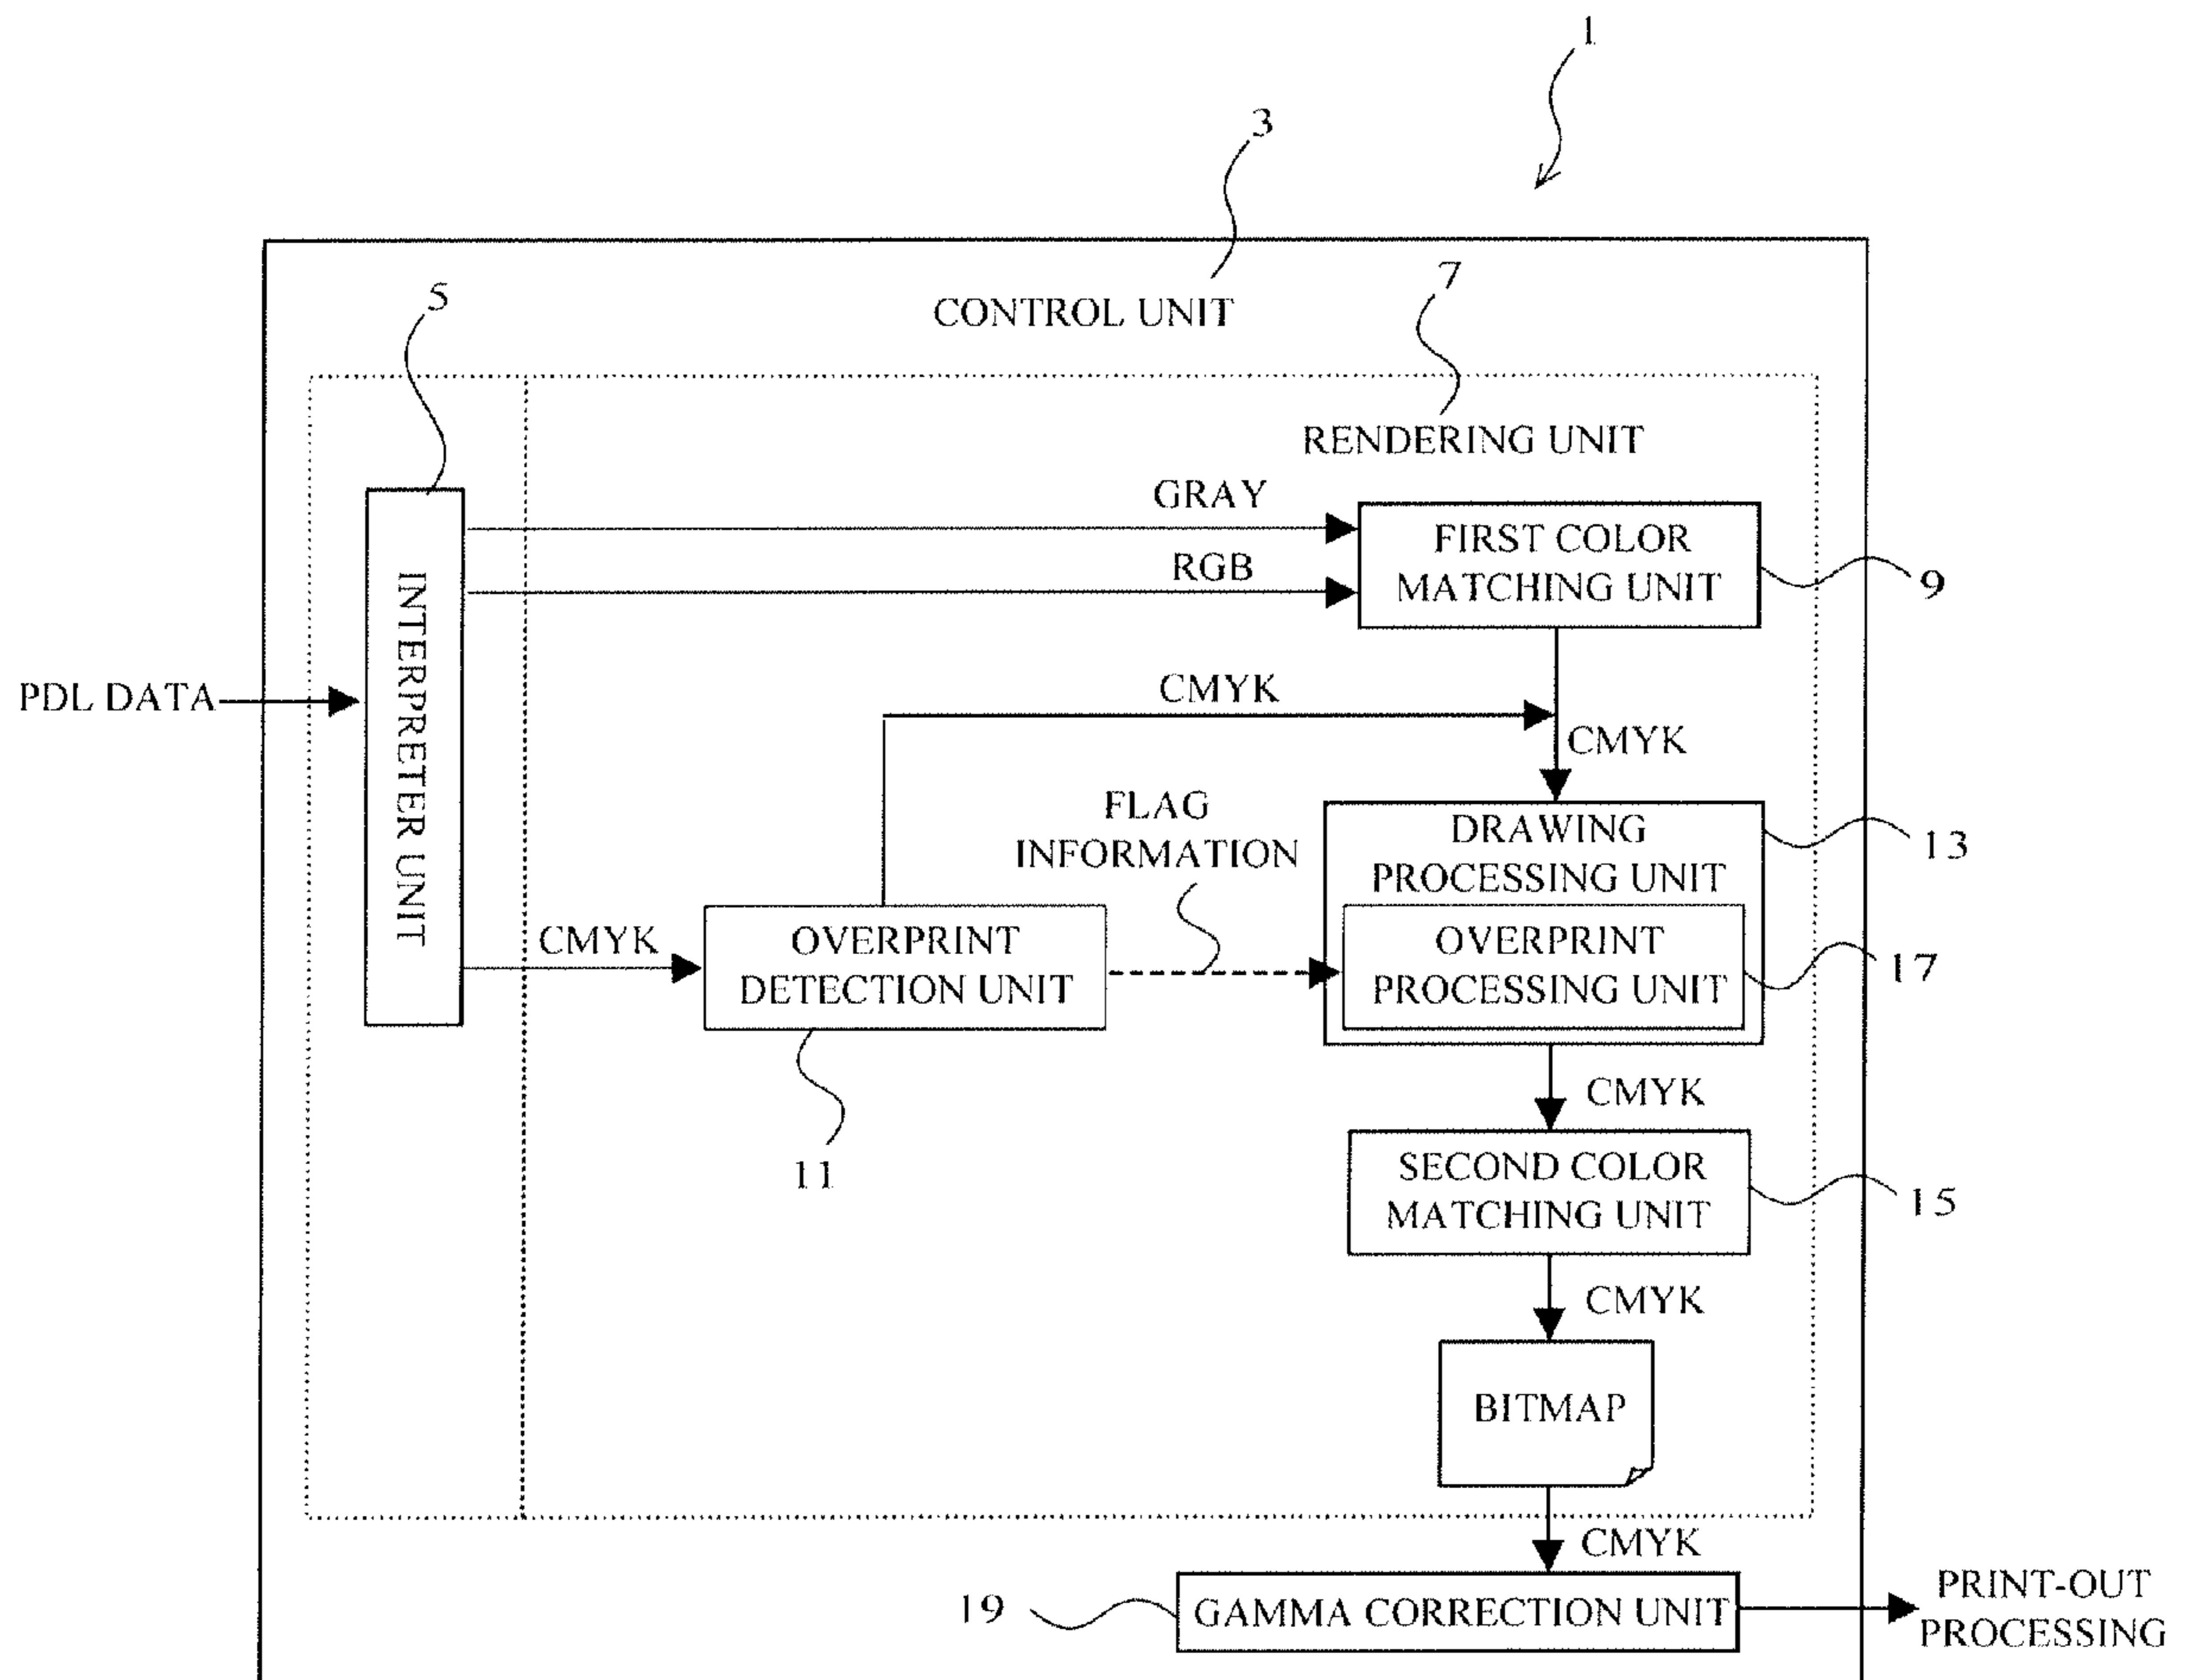 1
3
CONTROL UNIT
5
7
RENDERING UNIT
GRAY
RGB
FIRST COLOR
MATCHING UNIT
9
INTERPRETER UNIT
PDL DATA
CMYK
CMYK
FLAG
INFORMATION
DRAWING
PROCESSING UNIT
13
CMYK
OVERPRINT
DETECTION UNIT
OVERPRINT
PROCESSING UNIT
17
11
CMYK
SECOND COLOR
MATCHING UNIT
15
CMYK
BITMAP
CMYK
19
GAMMA CORRECTION UNIT
PRINT-OUT
PROCESSING